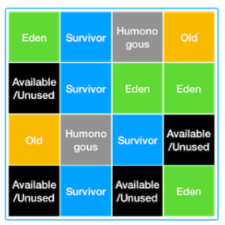 Eden Survivor Humono
gous Old
Available
/Unused Survivor Eden Eden
Old Humono
gous Survivor Available
/Unused
Available
/Unused Survivor Available
/Unused Eden